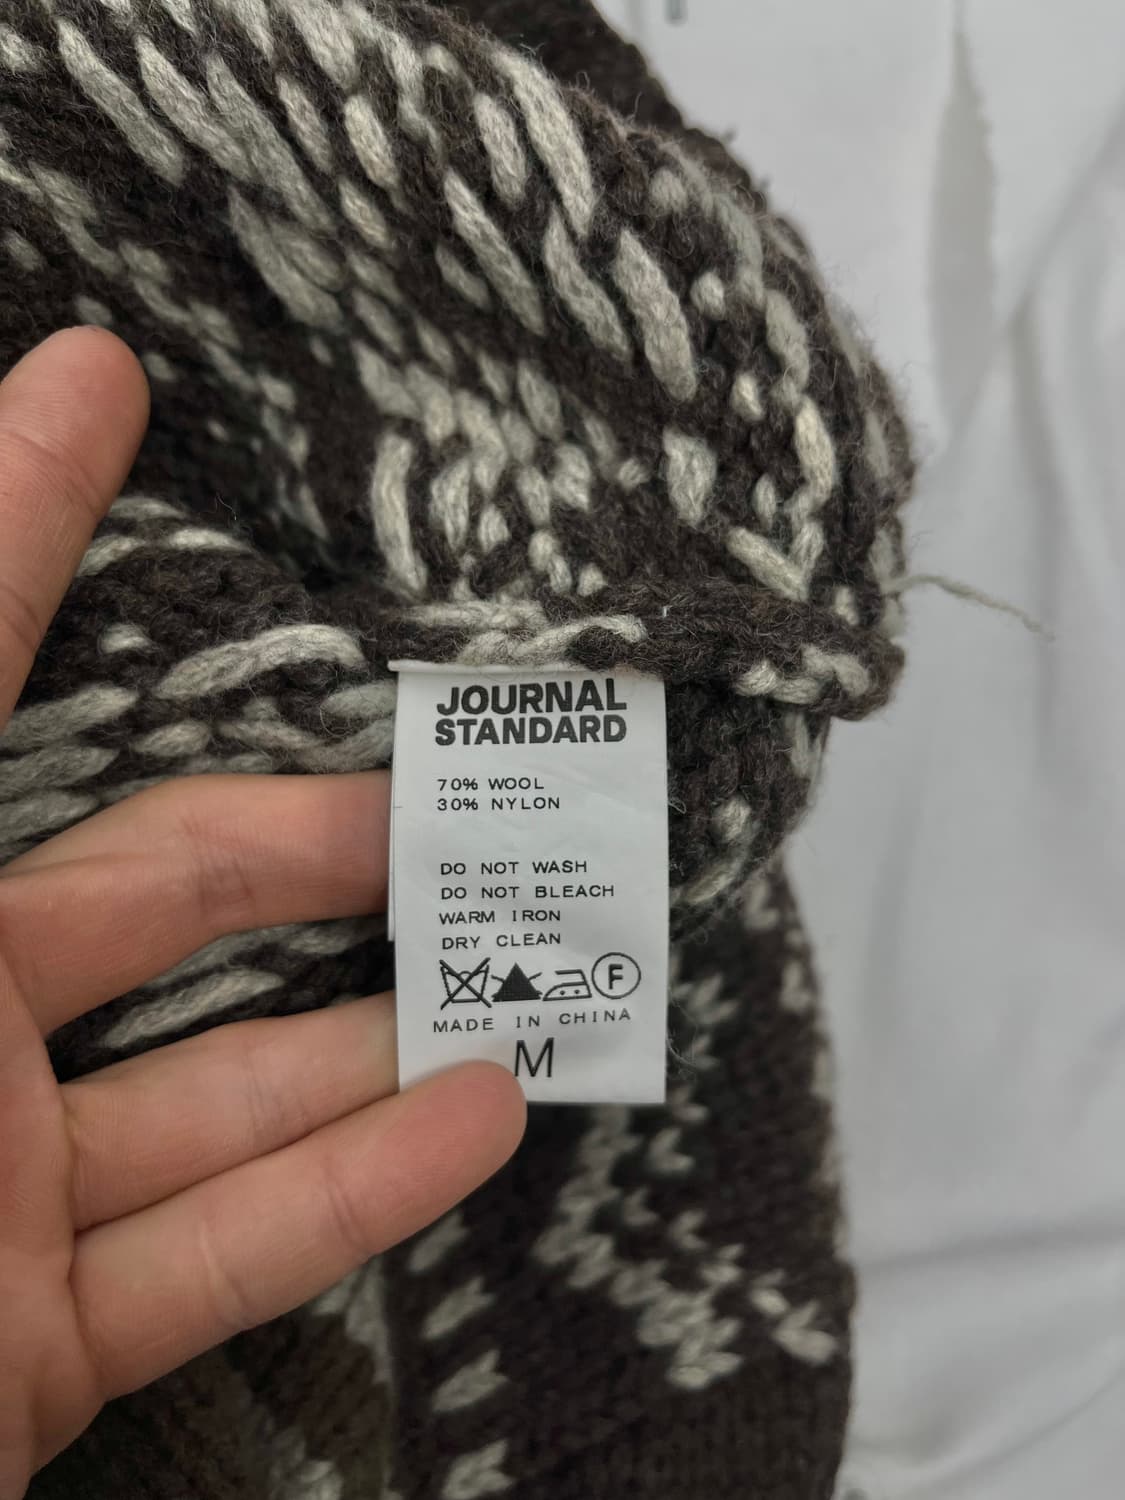 JOURNAL
STANDARD
70% WOOL
30% NYLON
DO NOT WASH
DO NOT BLEACH
WARM IRON
DRY CLEAN
F
MADE IN CHINA
M